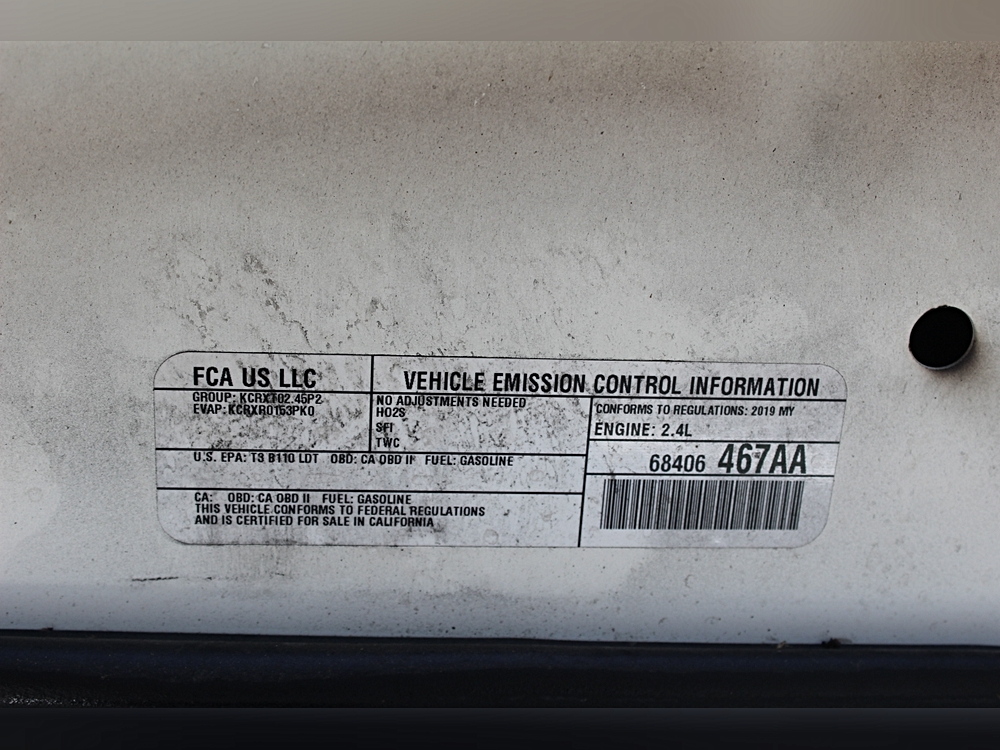 FCA US LLC
VEHICLE EMISSION CONTROL INFORMATION
GROUP: KCRXT02.45P2
EVAP: KCRXR0153PK0
NO ADJUSTMENTS NEEDED
HO2S
SFI
TWC
CONFORMS TO REGULATIONS: 2019 MY
ENGINE: 2.4L
U.S. EPA: T3 B110 LDT OBD: CA OBD II FUEL: GASOLINE
68406 467AA
CA: OBD: CA OBD II FUEL: GASOLINE
THIS VEHICLE CONFORMS TO FEDERAL REGULATIONS
AND IS CERTIFIED FOR SALE IN CALIFORNIA